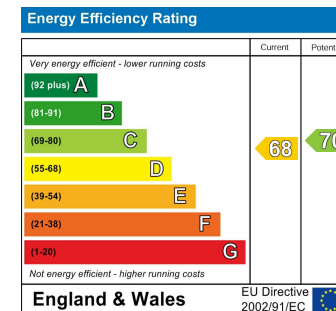 Energy Efficiency Rating
Current
Very energy efficient - lower running costs
(92 plus) A
(81-91) B
(69-80) C
(55-68) D
(39-54) E
(21-38) F
(1-20) G
68
Not energy efficient - higher running costs
England & Wales
EU Directive
2002/91/EC